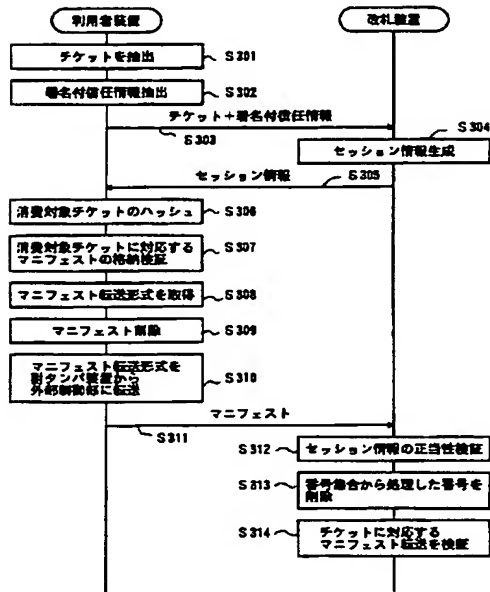 利用者装置
改札装置
チケットを抽出
S301
署名付信任情報抽出
S302
チケット+署名付信任情報
S303
S304
セッション情報生成
セッション情報
S305
消費対象チケットのハッシュ
S306
消費対象チケットに対応する
マニフェストの格納検証
S307
マニフェスト転送形式を取得
S308
マニフェスト削除
S309
マニフェスト転送形式を
耐タンパ装置から
外部制御部に転送
S310
マニフェスト
S311
S312
セッション情報の正当性検証
S313
番号集合から処理した番号を
削除
S314
チケットに対応する
マニフェスト転送を検証